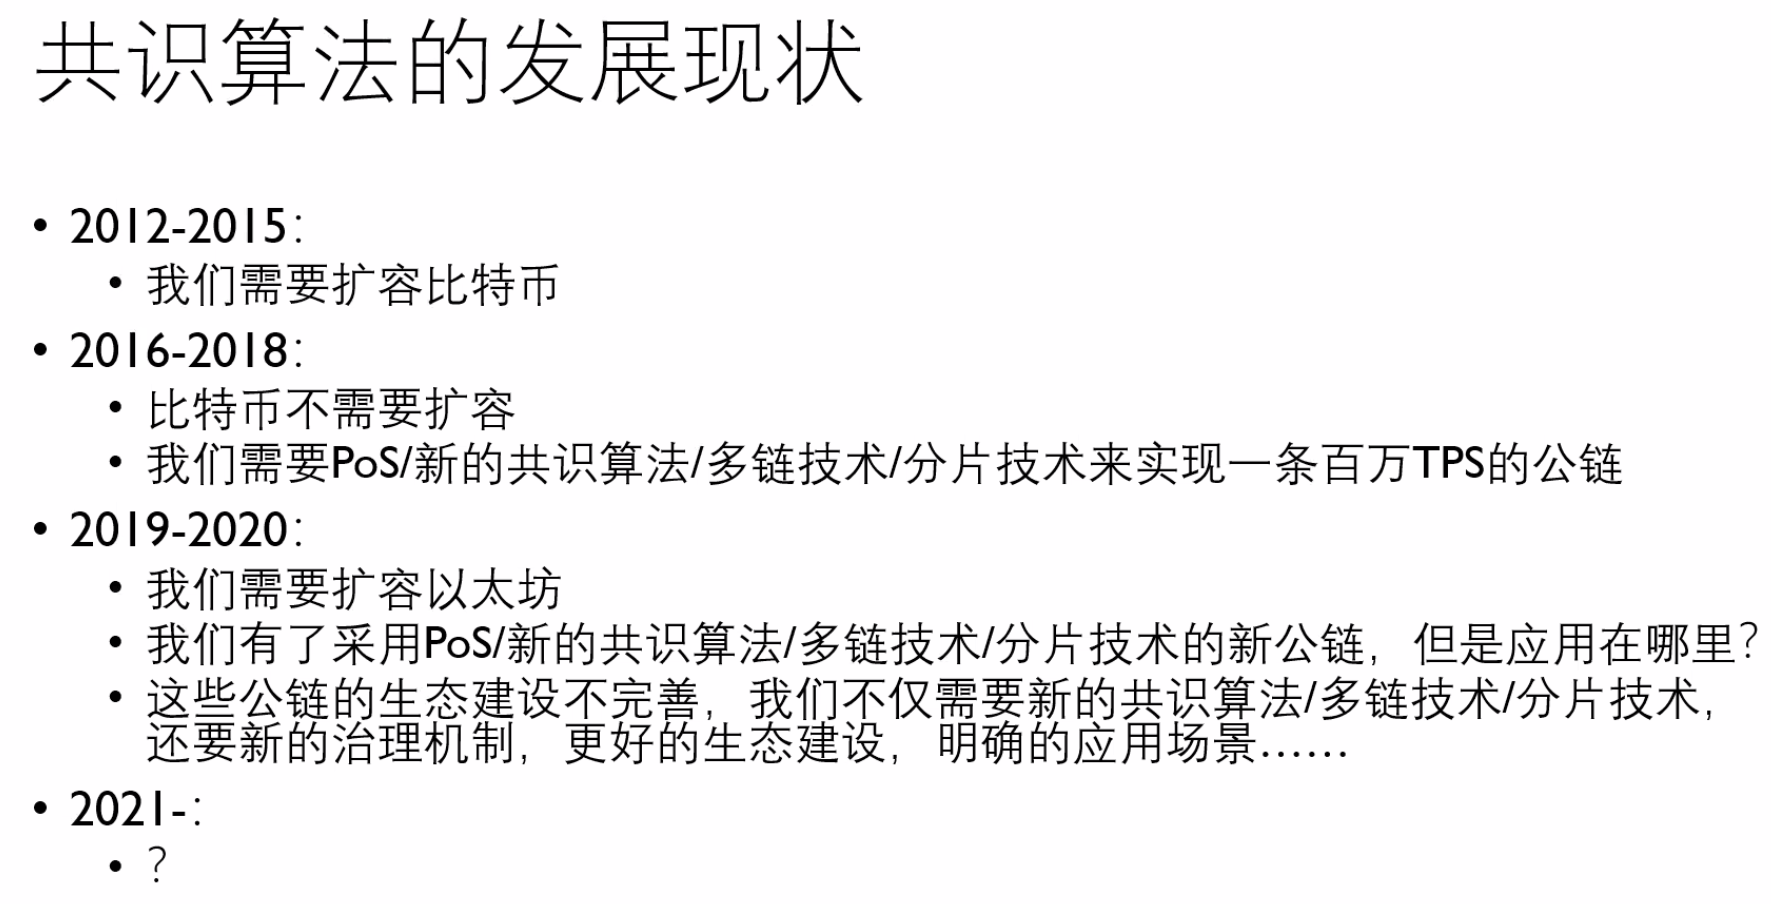 共识算法的发展现状
• 2012-2015：
• 我们需要扩容比特币
• 2016-2018：
• 比特币不需要扩容
• 我们需要PoS/新的共识算法/多链技术/分片技术来实现一条百万TPS的公链
• 2019-2020：
• 我们需要扩容以太坊
• 我们有了采用PoS/新的共识算法/多链技术/分片技术的新公链，但是应用在哪里？
• 这些公链的生态建设不完善，我们不仅需要新的共识算法/多链技术/分片技术，
还要新的治理机制，更好的生态建设，明确的应用场景……
• 2021-：
• ？